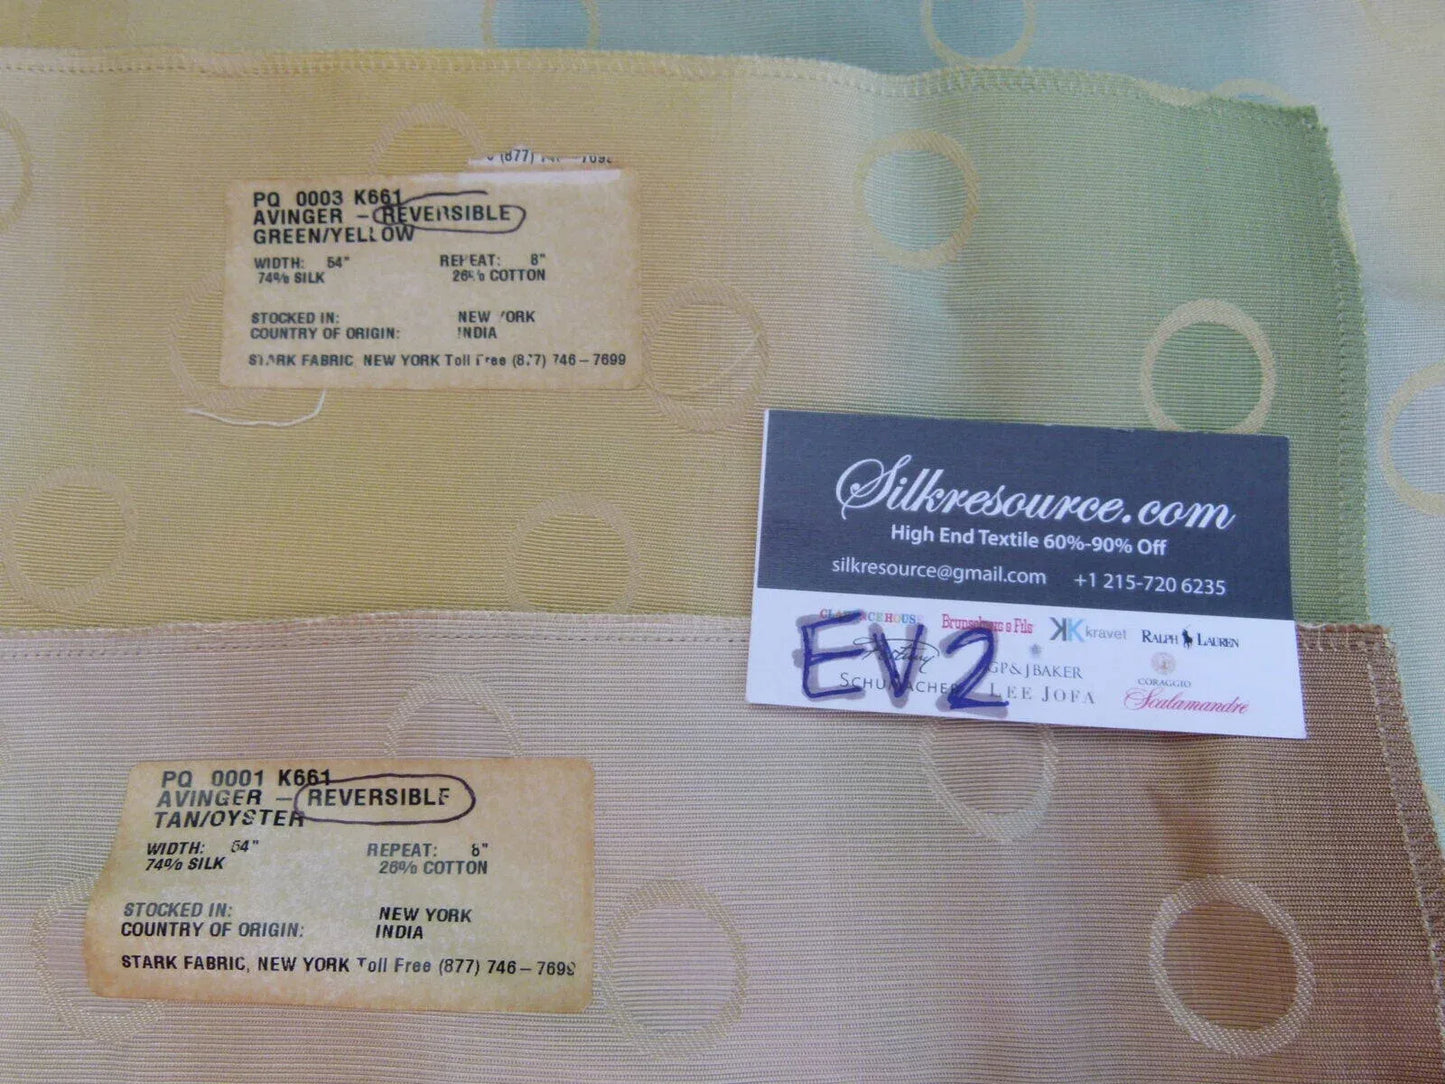 (877) 74 7699
PQ 0003 K661
AVINGER – REVERSIBLE
GREEN/YELLOW
WIDTH: 54" REPEAT: 8"
74% SILK 26% COTTON
STOCKED IN: NEW YORK
COUNTRY OF ORIGIN: INDIA
STARK FABRIC, NEW YORK Toll Free (877) 746-7699
Silkresource.com
High End Textile 60%-90% Off
silkresource@gmail.com +1 215-720 6235
CLARENCE HOUSE Brunschwig & Fils kravet RALPH LAUREN
EV2
SCHUMACHER GP & J BAKER CORAGGIO
LEE JOFA Scalamandré
PQ 0001 K661
AVINGER – REVERSIBLE
TAN/OYSTER
WIDTH: 54" REPEAT: 8"
74% SILK 26% COTTON
STOCKED IN: NEW YORK
COUNTRY OF ORIGIN: INDIA
STARK FABRIC, NEW YORK Toll Free (877) 746-7699